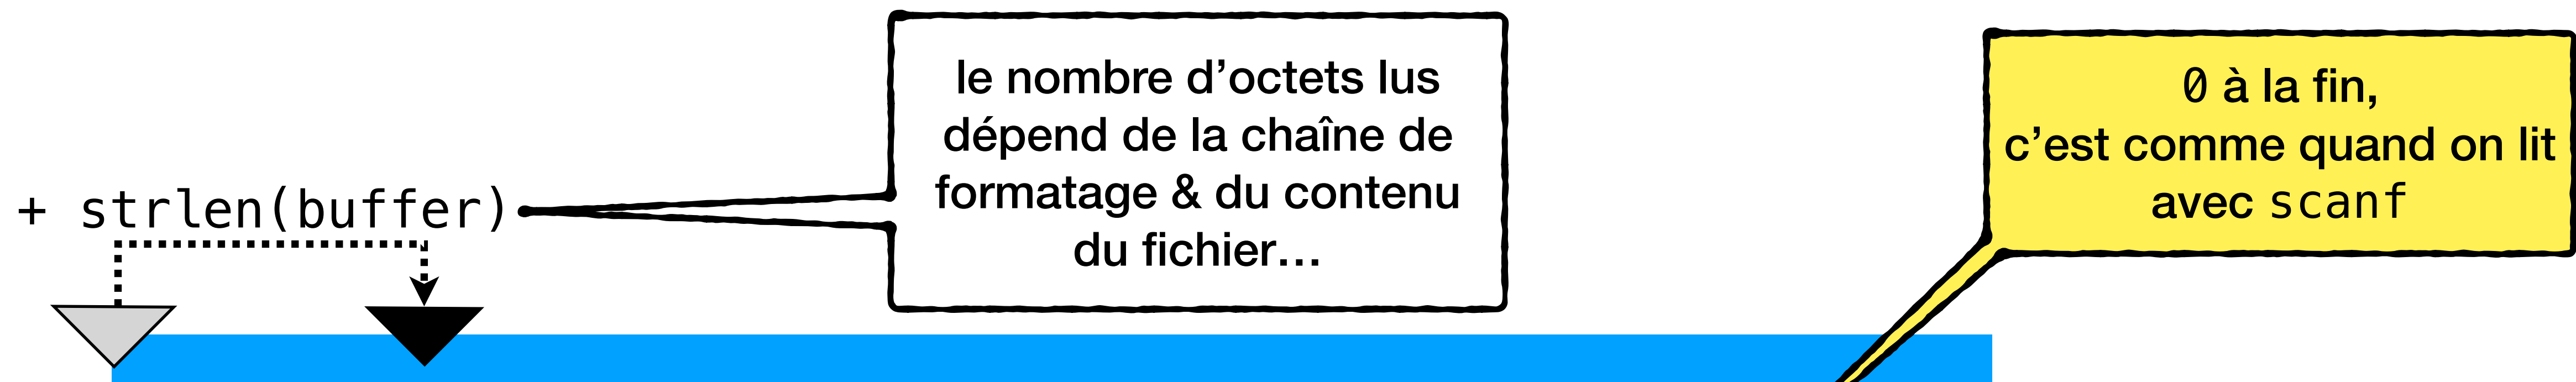 + strlen(buffer)
le nombre d’octets lus
dépend de la chaîne de
formatage & du contenu
du fichier…
0 à la fin,
c’est comme quand on lit
avec scanf